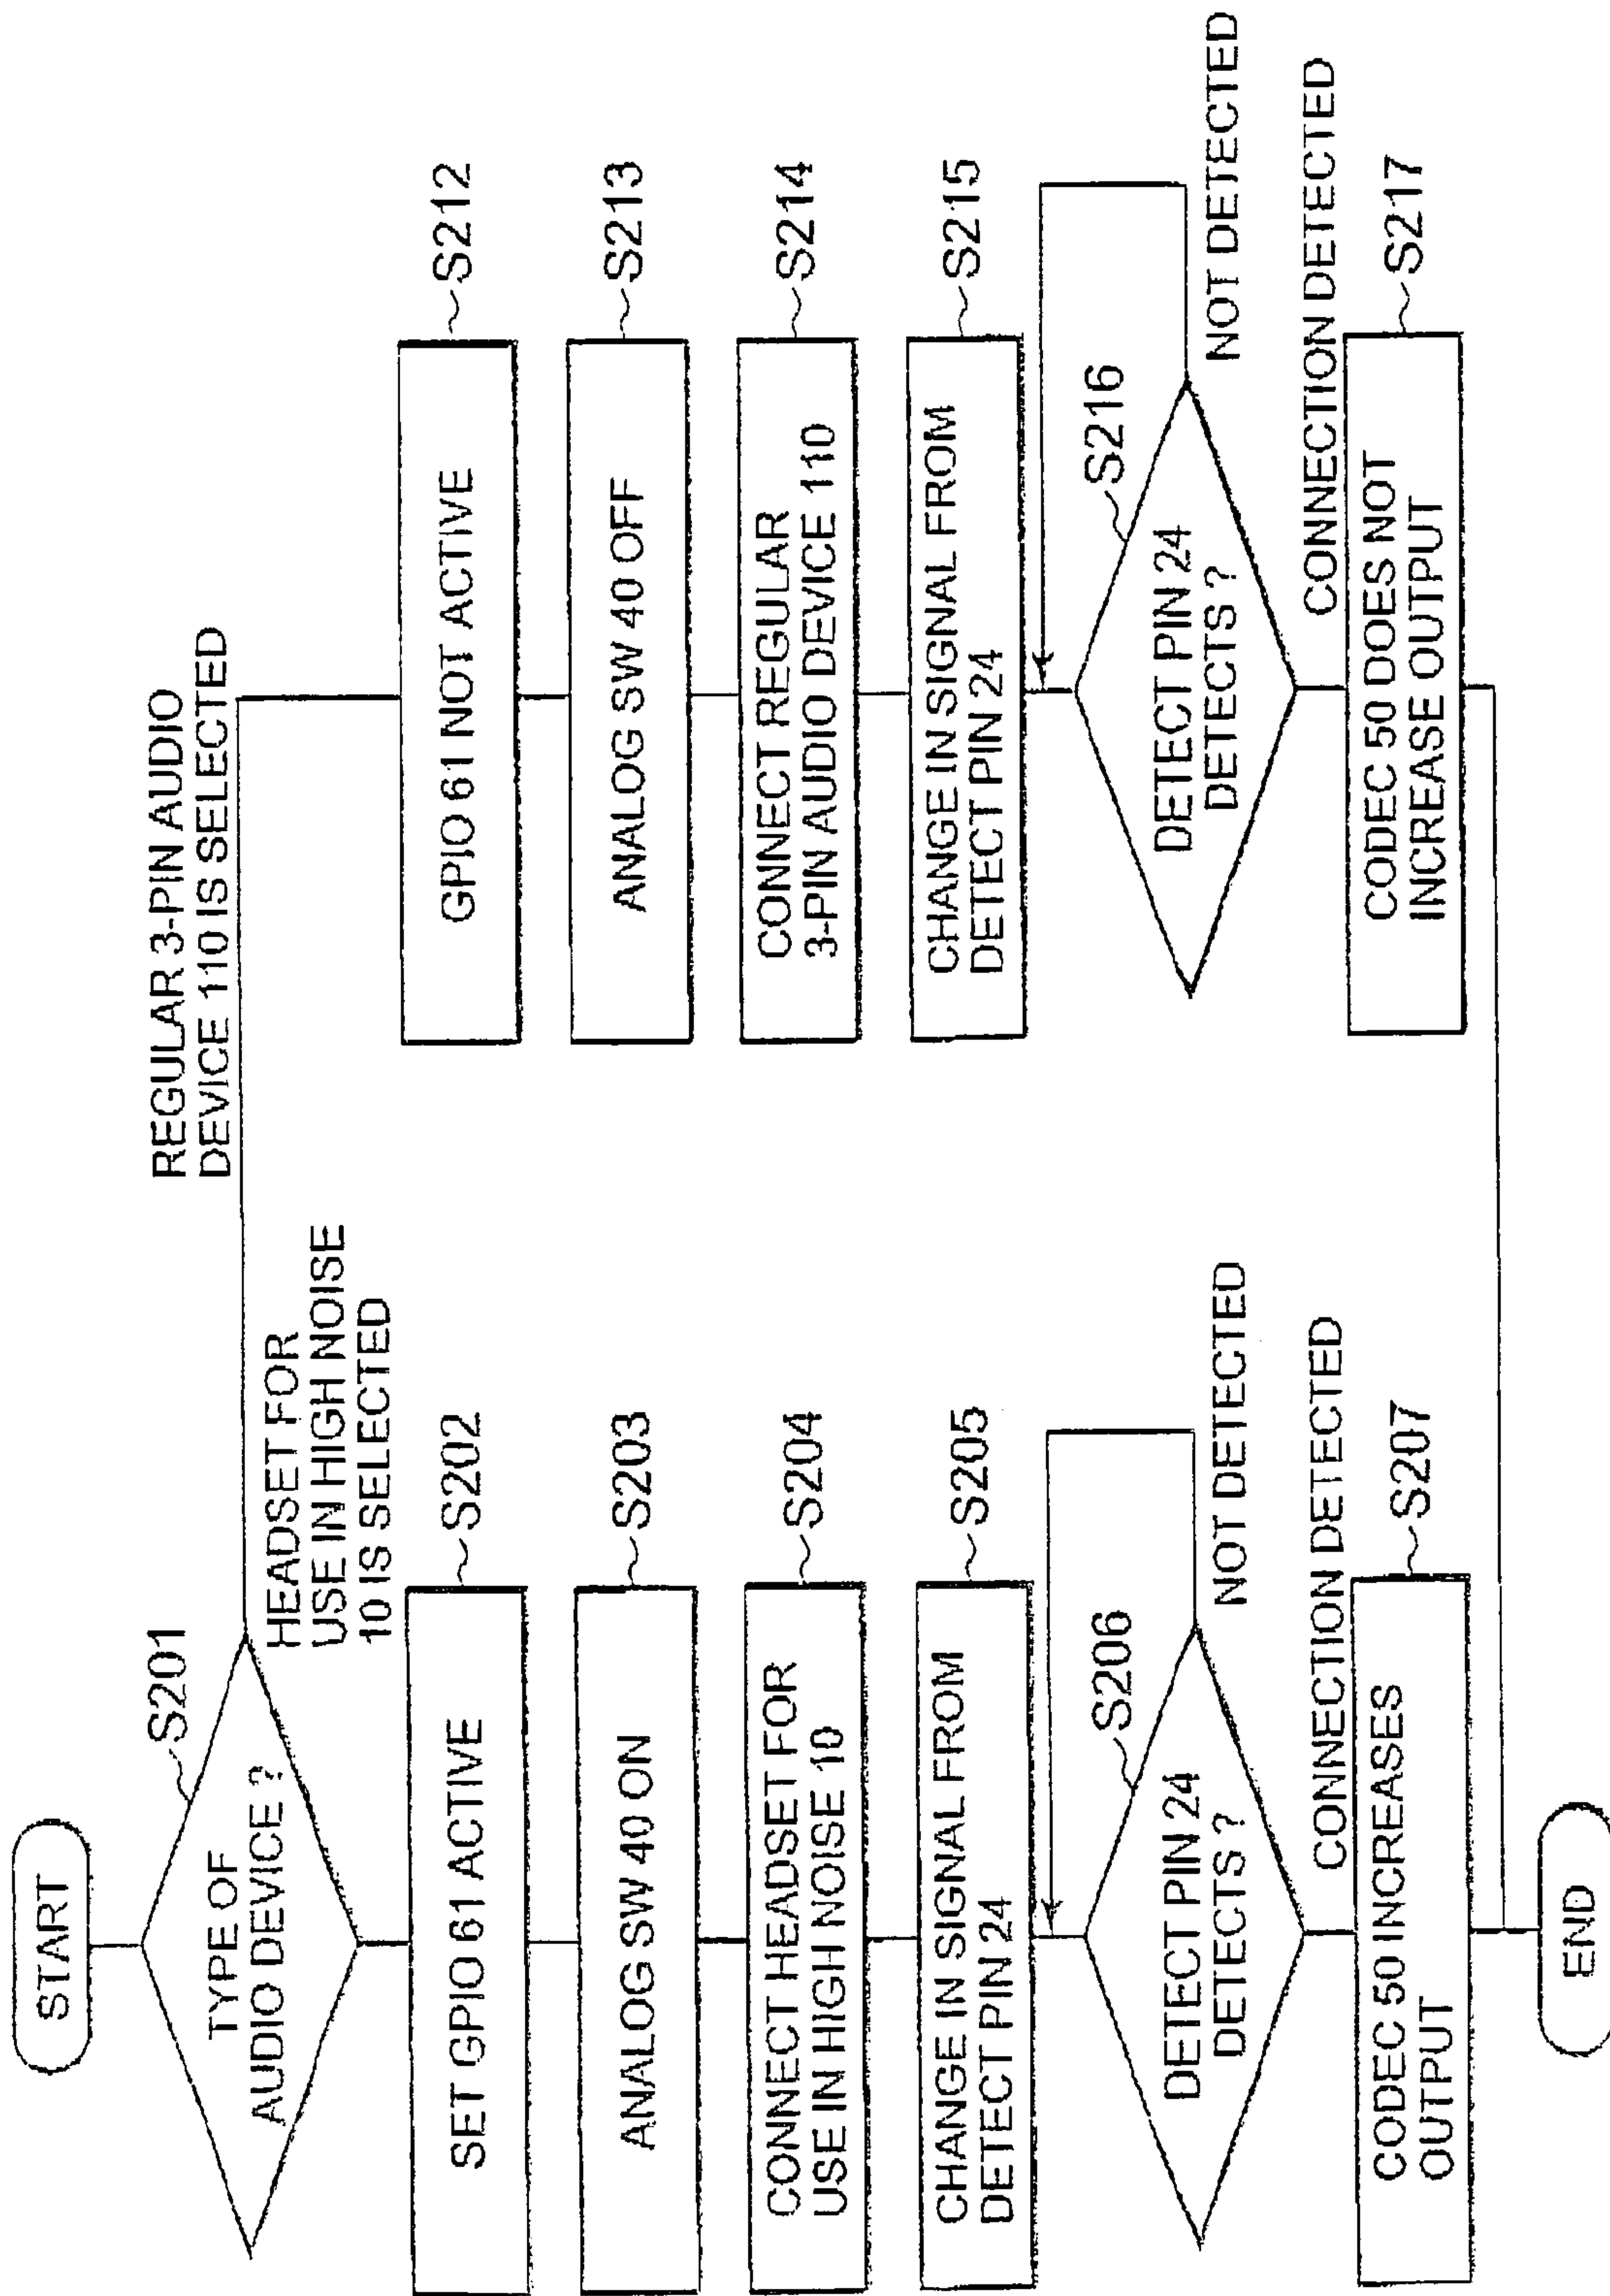 START
TYPE OF
AUDIO DEVICE ?
S201
REGULAR 3-PIN AUDIO
DEVICE 110 IS SELECTED
HEADSET FOR
USE IN HIGH NOISE
10 IS SELECTED
SET GPIO 61 ACTIVE
S202
ANALOG SW 40 ON
S203
CONNECT HEADSET FOR
USE IN HIGH NOISE 10
S204
CHANGE IN SIGNAL FROM
DETECT PIN 24
S205
DETECT PIN 24
DETECTS ?
S206
NOT DETECTED
CONNECTION DETECTED
CODEC 50 INCREASES
OUTPUT
S207
GPIO 61 NOT ACTIVE
S212
ANALOG SW 40 OFF
S213
CONNECT REGULAR
3-PIN AUDIO DEVICE 110
S214
CHANGE IN SIGNAL FROM
DETECT PIN 24
S215
DETECT PIN 24
DETECTS ?
S216
NOT DETECTED
CONNECTION DETECTED
CODEC 50 DOES NOT
INCREASE OUTPUT
S217
END